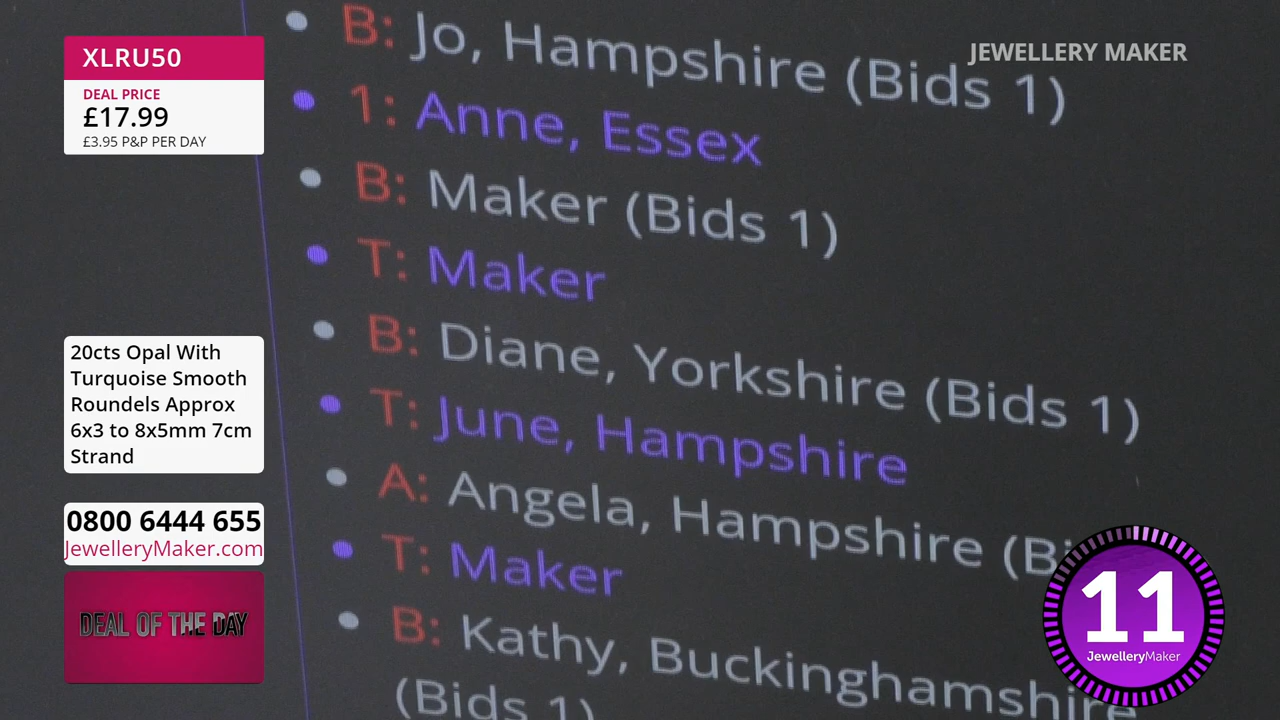 XLRU50
DEAL PRICE
£17.99
£3.95 P&P PER DAY
20cts Opal With
Turquoise Smooth
Roundels Approx
6x3 to 8x5mm 7cm
Strand
0800 6444 655
JewelleryMaker.com
DEAL OF THE DAY
JEWELLERY MAKER
B: Jo, Hampshire (Bids 1)
1: Anne, Essex
B: Maker (Bids 1)
T: Maker
B: Diane, Yorkshire (Bids 1)
T: June, Hampshire
A: Angela, Hampshire (Bi
T: Maker
B: Kathy, Buckinghamshire
(Bids 1)
11
JewelleryMaker